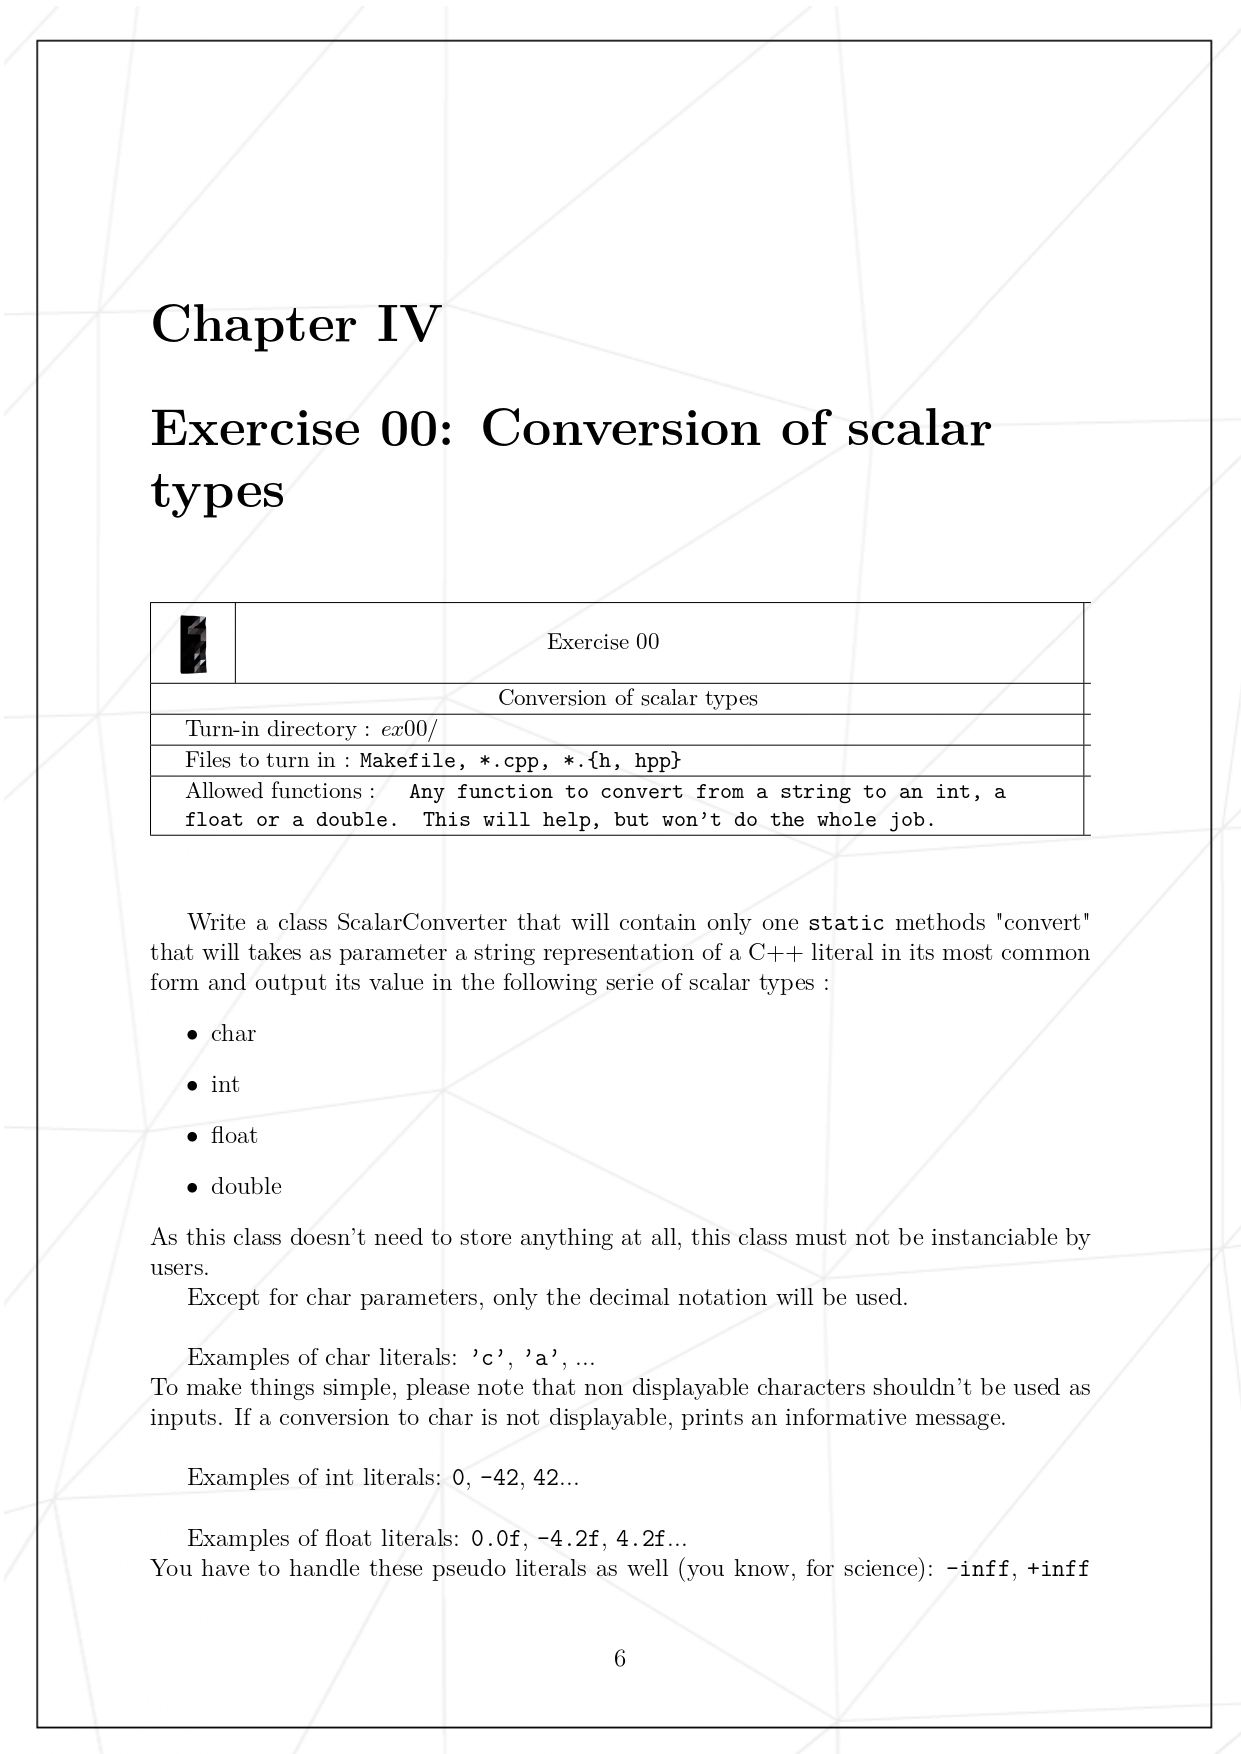 Chapter IV
Exercise 00: Conversion of scalar
types
Exercise 00
Conversion of scalar types
Turn-in directory : ex00/
Files to turn in : Makefile, *.cpp, *.{h, hpp}
Allowed functions : Any function to convert from a string to an int, a
float or a double. This will help, but won't do the whole job.
Write a class ScalarConverter that will contain only one static methods "convert"
that will takes as parameter a string representation of a C++ literal in its most common
form and output its value in the following serie of scalar types :
• char
• int
• float
• double
As this class doesn't need to store anything at all, this class must not be instanciable by
users.
Except for char parameters, only the decimal notation will be used.
Examples of char literals: 'c', 'a', ...
To make things simple, please note that non displayable characters shouldn't be used as
inputs. If a conversion to char is not displayable, prints an informative message.
Examples of int literals: 0, -42, 42...
Examples of float literals: 0.0f, -4.2f, 4.2f...
You have to handle these pseudo literals as well (you know, for science): -inff, +inff
6